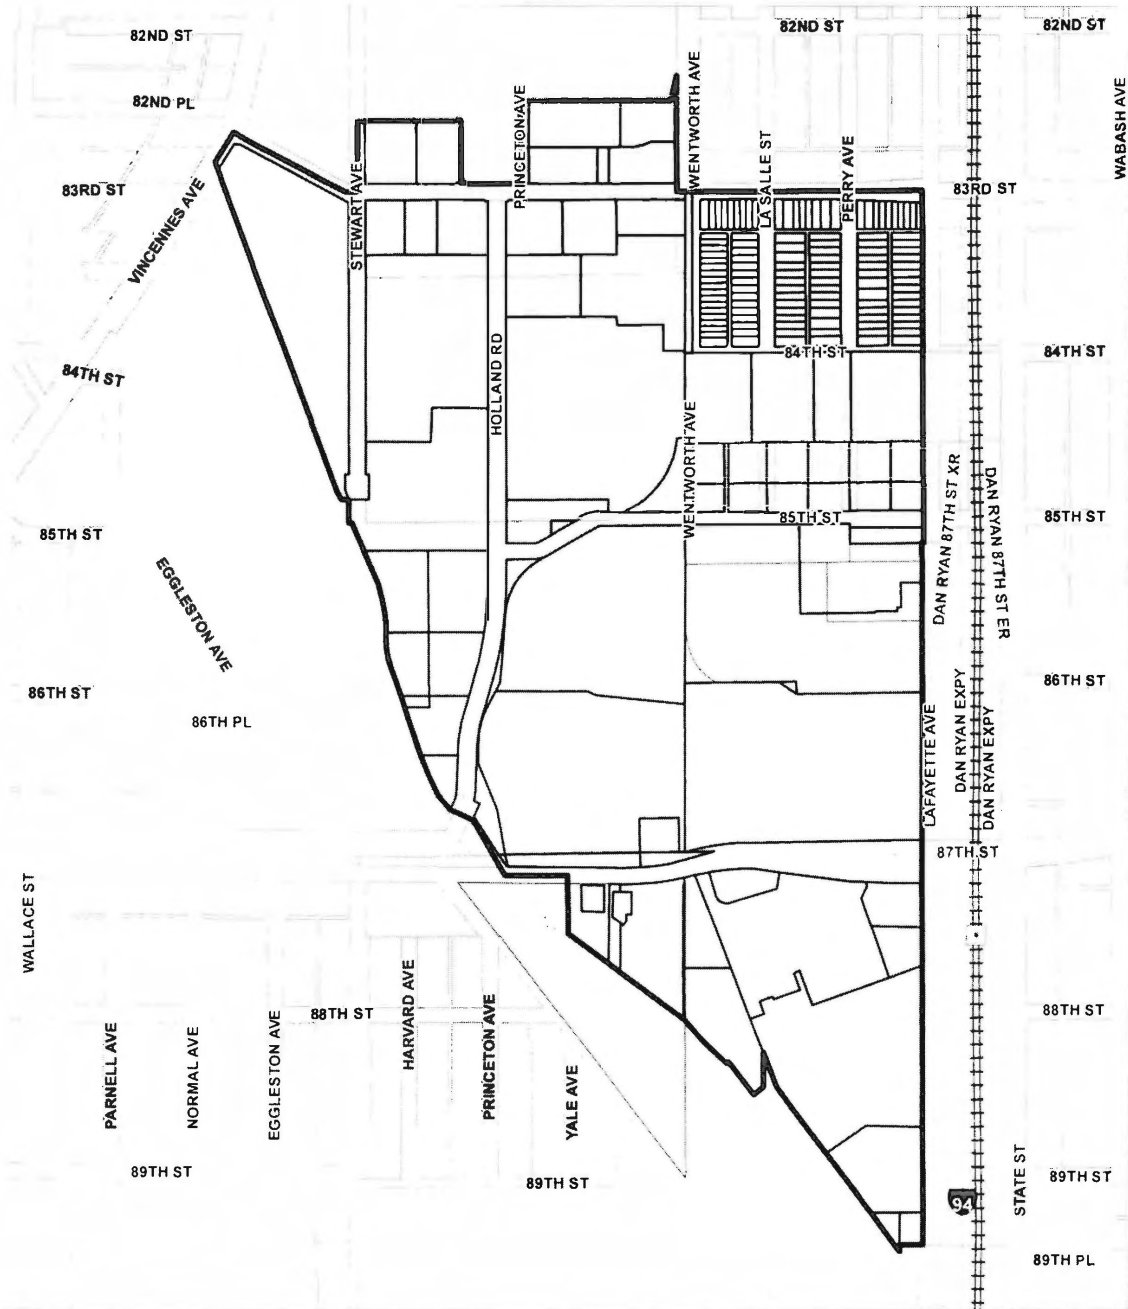 82ND ST
82ND ST
82ND ST
82ND PL
WENTWORTH AVE
WABASH AVE
PRINCETON AVE
83RD ST
83RD ST
VINCENNES AVE
STEWART AVE
LA SALLE ST
PERRY AVE
84TH ST
84TH ST
84TH ST
HOLLAND RD
WENTWORTH AVE
85TH ST
85TH ST
85TH ST
DAN RYAN 87TH ST XR
DAN RYAN 87TH ST ER
EGGLESTON AVE
86TH ST
86TH ST
86TH PL
LAFAYETTE AVE
DAN RYAN EXPY
DAN RYAN EXPY
87TH ST
WALLACE ST
88TH ST
88TH ST
PARNELL AVE
NORMAL AVE
EGGLESTON AVE
HARVARD AVE
PRINCETON AVE
YALE AVE
89TH ST
89TH ST
89TH ST
94
STATE ST
89TH PL